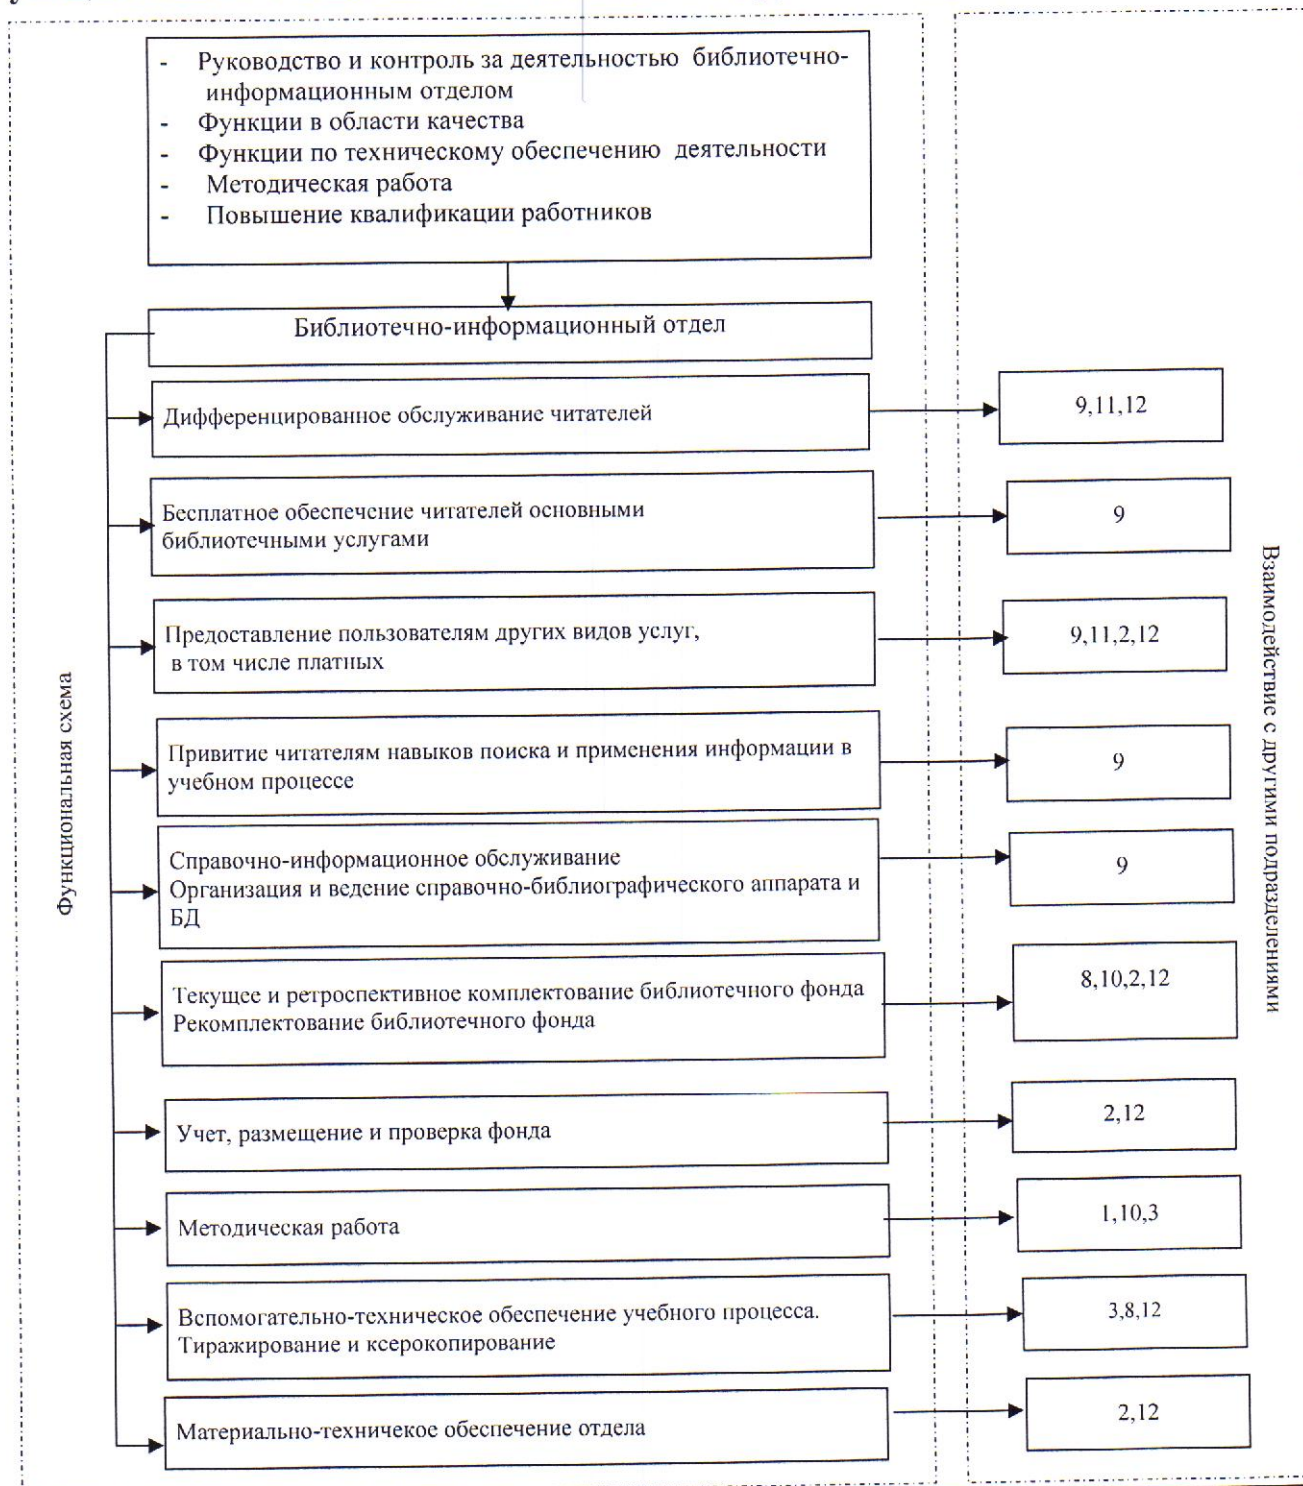 - Руководство и контроль за деятельностью библиотечно-
информационным отделом
- Функции в области качества
- Функции по техническому обеспечению деятельности
- Методическая работа
- Повышение квалификации работников
Библиотечно-информационный отдел
Дифференцированное обслуживание читателей
9,11,12
Бесплатное обеспечение читателей основными
библиотечными услугами
9
Предоставление пользователям других видов услуг,
в том числе платных
9,11,2,12
Привитие читателям навыков поиска и применения информации в
учебном процессе
9
Справочно-информационное обслуживание
Организация и ведение справочно-библиографического аппарата и
БД
9
Текущее и ретроспективное комплектование библиотечного фонда
Рекомплектование библиотечного фонда
8,10,2,12
Учет, размещение и проверка фонда
2,12
Методическая работа
1,10,3
Вспомогательно-техническое обеспечение учебного процесса.
Тиражирование и ксерокопирование
3,8,12
Материально-техничекое обеспечение отдела
2,12
Функциональная схема
Взаимодействие с другими подразделениями